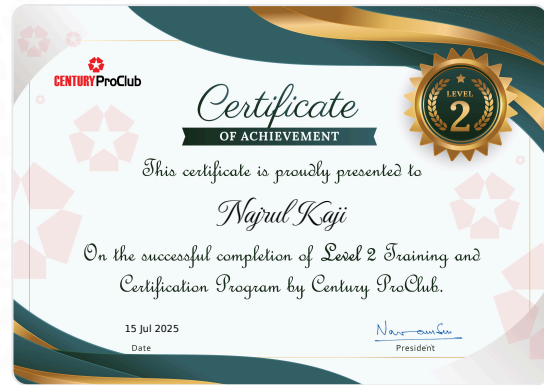 CENTURY ProClub
LEVEL
2
Certificate
OF ACHIEVEMENT
This certificate is proudly presented to
Najrul Kaji
On the successful completion of Level 2 Training and
Certification Program by Century ProClub.
15 Jul 2025
Date
President